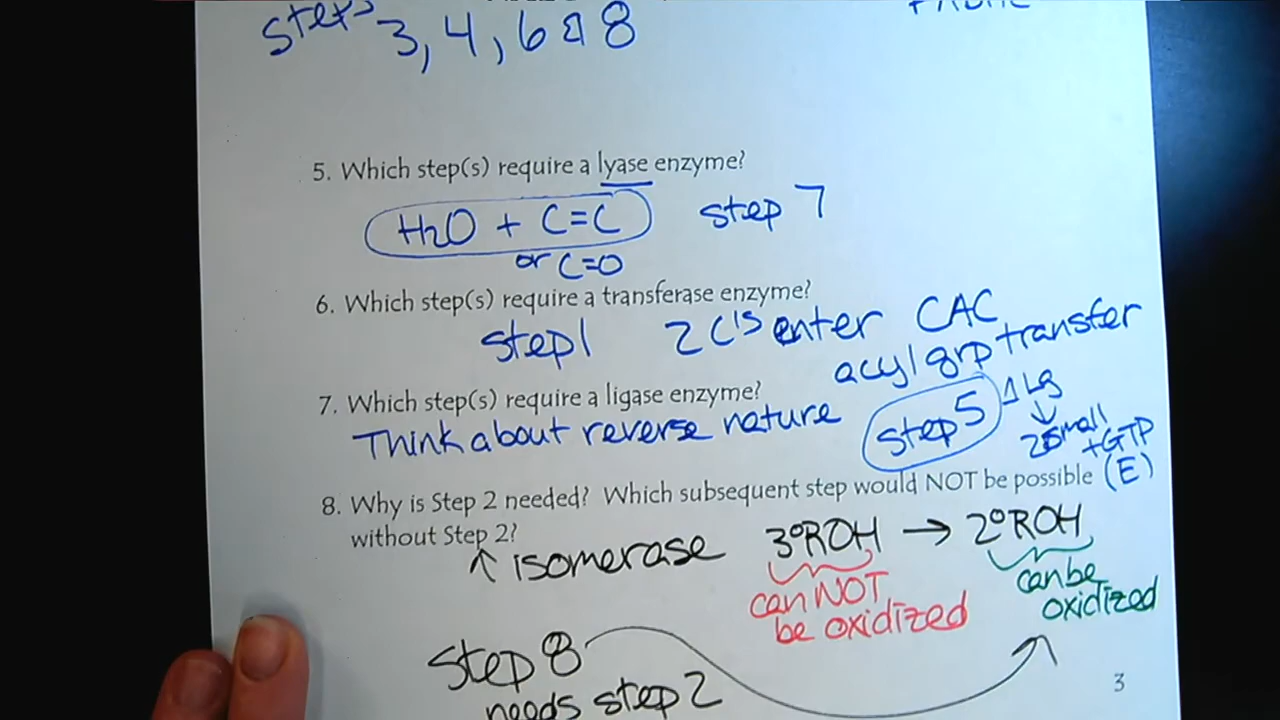 steps 3, 4, 6 & 8
5. Which step(s) require a lyase enzyme?
H2O + C=C step 7
or C=O
6. Which step(s) require a transferase enzyme?
step 1 2 C's enter CAC
acyl grp transfer
7. Which step(s) require a ligase enzyme?
Think about reverse nature step 5 1 Lg
↓
2 small
+GTP
(E)
8. Why is Step 2 needed? Which subsequent step would NOT be possible
without Step 2?
↑ isomerase 3°ROH → 2°ROH
can NOT
be oxidized
can be
oxidized
Step 8
needs step 2
3